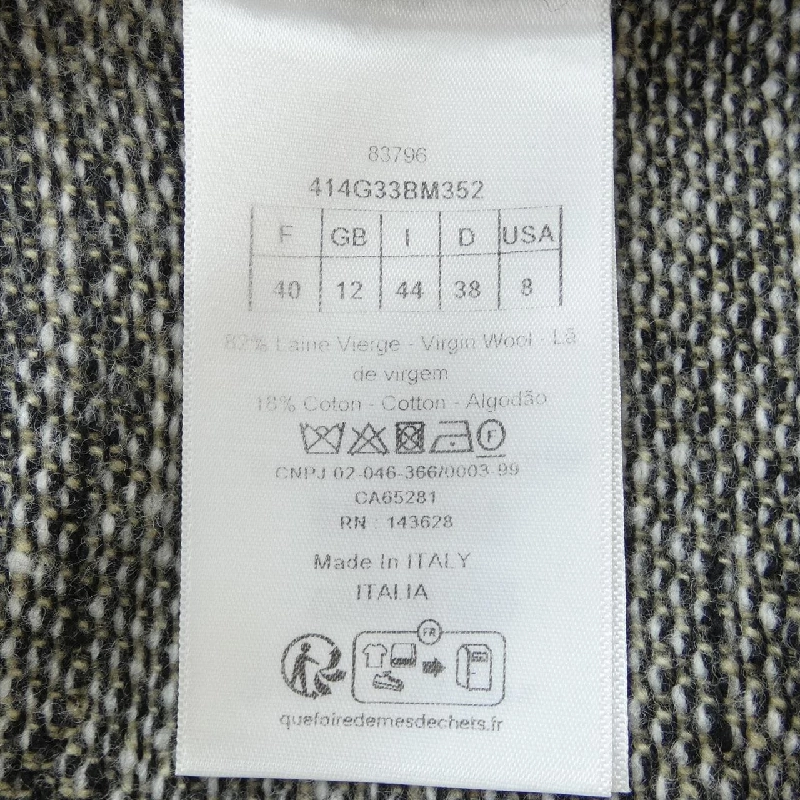 83796
414G33BM352
F GB I D USA
40 12 44 38 8
82% Laine Vierge - Virgin Wool - Lã
de virgem
18% Coton - Cotton - Algodão
F
CNPJ 02-046-366/0003-99
CA65281
RN : 143628
Made In ITALY
ITALIA
FR
quefairedemesdechets.fr